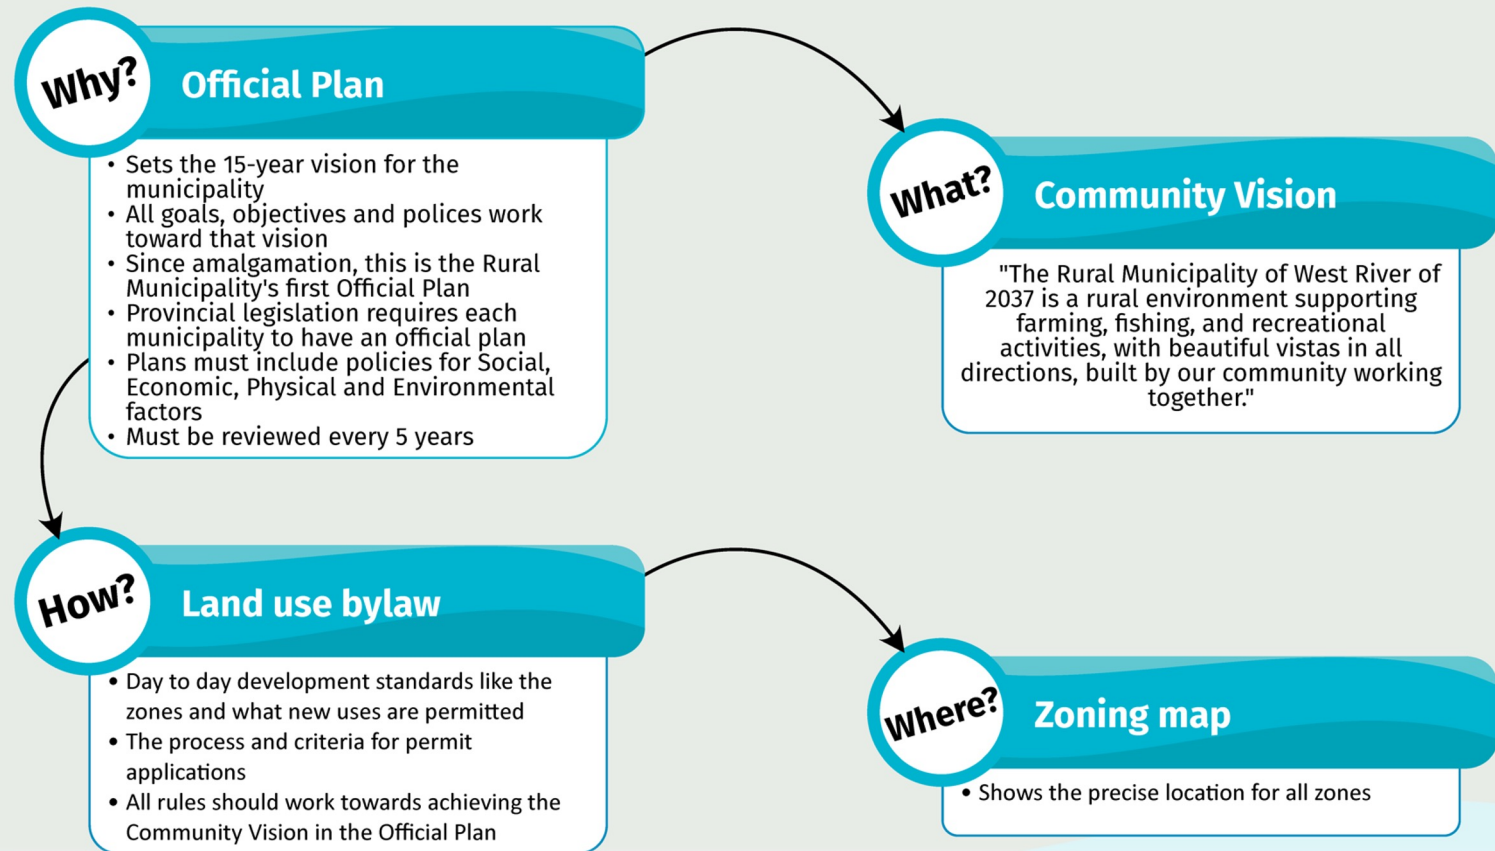 Why?
Official Plan
• Sets the 15-year vision for the
municipality
• All goals, objectives and polices work
toward that vision
• Since amalgamation, this is the Rural
Municipality's first Official Plan
• Provincial legislation requires each
municipality to have an official plan
• Plans must include policies for Social,
Economic, Physical and Environmental
factors
• Must be reviewed every 5 years
What?
Community Vision
"The Rural Municipality of West River of
2037 is a rural environment supporting
farming, fishing, and recreational
activities, with beautiful vistas in all
directions, built by our community working
together."
How?
Land use bylaw
• Day to day development standards like the
zones and what new uses are permitted
• The process and criteria for permit
applications
• All rules should work towards achieving the
Community Vision in the Official Plan
Where?
Zoning map
• Shows the precise location for all zones